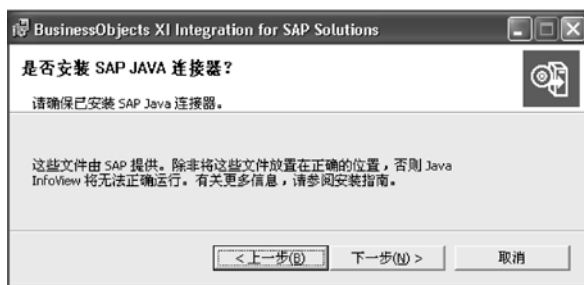 BusinessObjects XI Integration for SAP Solutions
是否安装 SAP JAVA 连接器？
请确保已安装 SAP Java 连接器。
这些文件由 SAP 提供。除非将这些文件放置在正确的位置，否则 Java
InfoView 将无法正确运行。有关更多信息，请参阅安装指南。
< 上一步(B) 下一步(N) > 取消